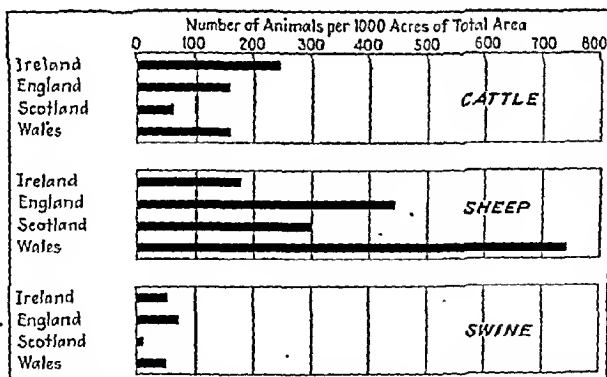 Number of Animals per 1000 Acres of Total Area
0 100 200 300 400 500 600 700 800
Ireland
England
Scotland
Wales
CATTLE
Ireland
England
Scotland
Wales
SHEEP
Ireland
England
Scotland
Wales
SWINE